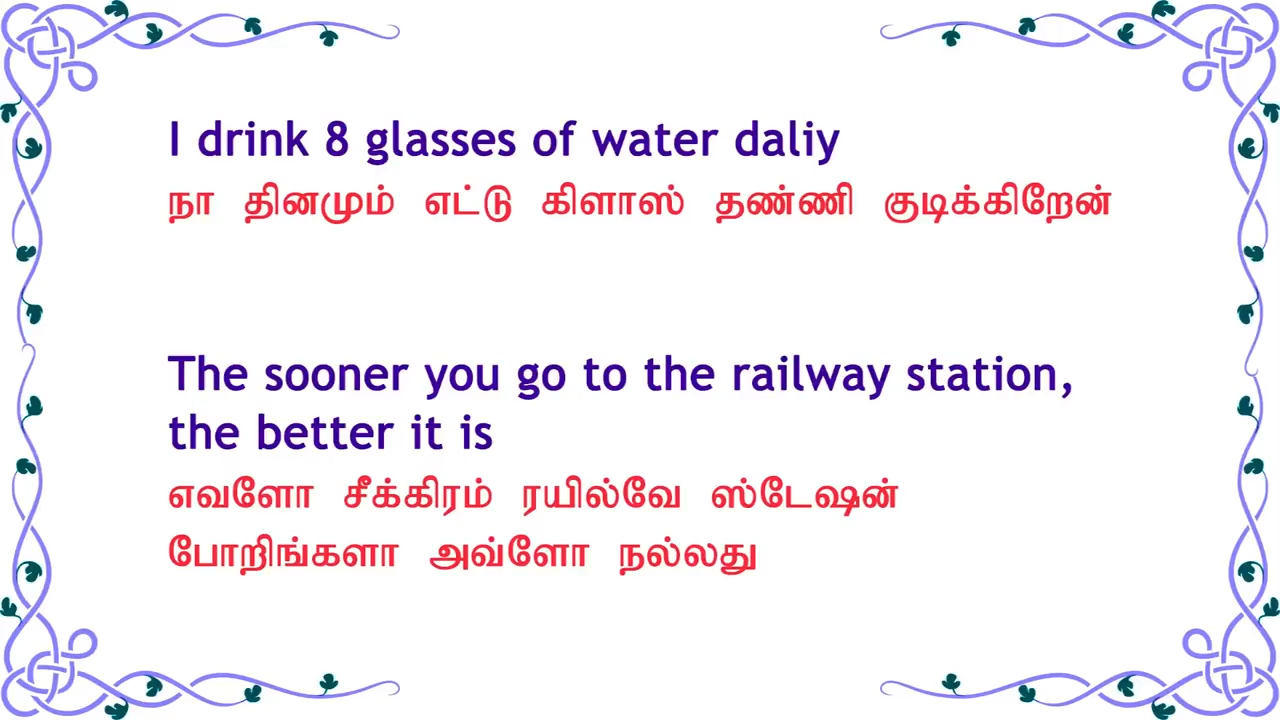 I drink 8 glasses of water daliy
நா தினமும் எட்டு கிளாஸ் தண்ணி குடிக்கிறேன்
The sooner you go to the railway station,
the better it is
எவளோ சீக்கிரம் ரயில்வே ஸ்டேஷன்
போறிங்களா அவ்ளோ நல்லது